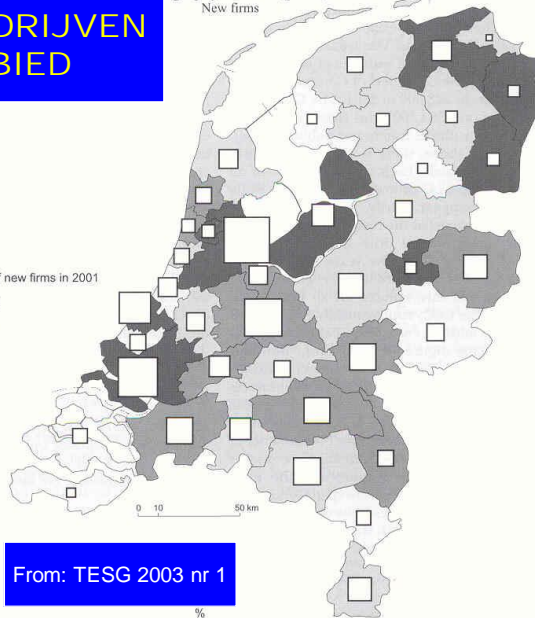 New firms
DRIJVEN
BIED
new firms in 2001
0 10 50 km
From: TESG 2003 nr 1
%